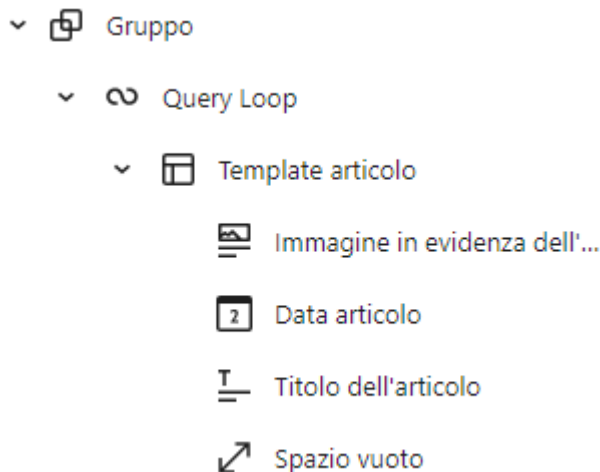 Gruppo
Query Loop
Template articolo
Immagine in evidenza dell'...
2 Data articolo
T Titolo dell'articolo
Spazio vuoto